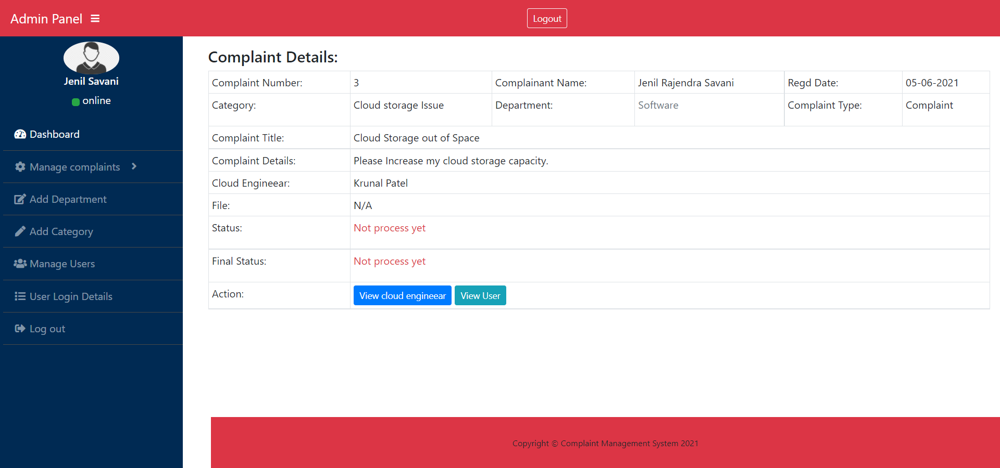 Admin Panel
Logout
Jenil Savani
online
Dashboard
Manage complaints
Add Department
Add Category
Manage Users
User Login Details
Log out
Complaint Details:
Complaint Number: 3 Complainant Name: Jenil Rajendra Savani Regd Date: 05-06-2021
Category: Cloud storage Issue Department: Software Complaint Type: Complaint
Complaint Title: Cloud Storage out of Space
Complaint Details: Please Increase my cloud storage capacity.
Cloud Engineear: Krunal Patel
File: N/A
Status: Not process yet
Final Status: Not process yet
Action: View cloud engineear View User
Copyright © Complaint Management System 2021